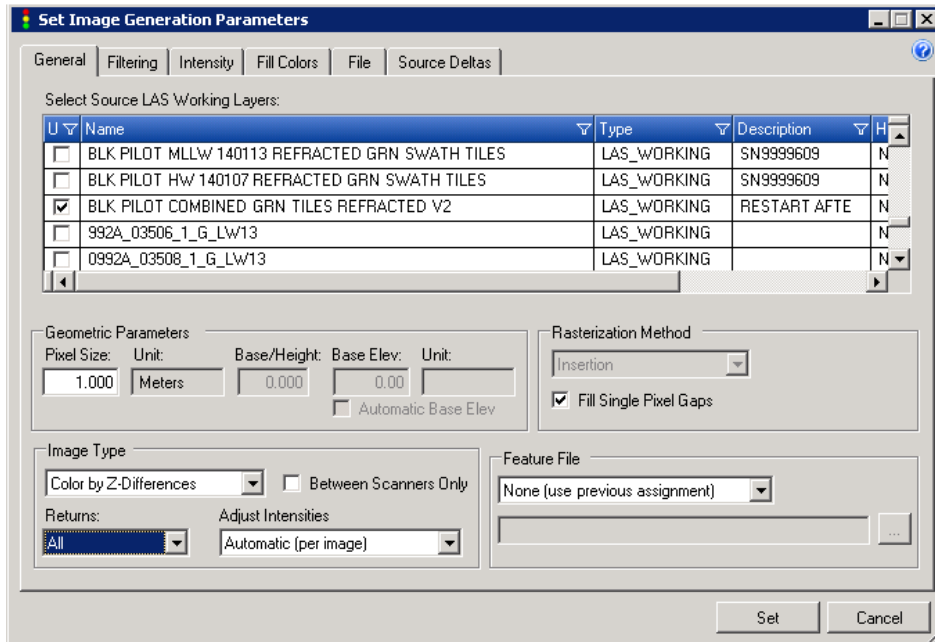 Set Image Generation Parameters
General Filtering Intensity Fill Colors File Source Deltas
Select Source LAS Working Layers:
U Name Type Description H
BLK PILOT MLLW 140113 REFRACTED GRN SWATH TILES LAS_WORKING SN9999609 N
BLK PILOT HW 140107 REFRACTED GRN SWATH TILES LAS_WORKING SN9999609 N
BLK PILOT COMBINED GRN TILES REFRACTED V2 LAS_WORKING RESTART AFTE N
992A_03506_1_G_LW13 LAS_WORKING N
0992A_03508_1_G_LW13 LAS_WORKING N
Geometric Parameters
Pixel Size: Unit: Base/Height: Base Elev: Unit:
1.000 Meters 0.000 0.00
Automatic Base Elev
Rasterization Method
Insertion
Fill Single Pixel Gaps
Image Type
Color by Z-Differences Between Scanners Only
Returns: Adjust Intensities
All Automatic (per image)
Feature File
None (use previous assignment)
...
Set Cancel